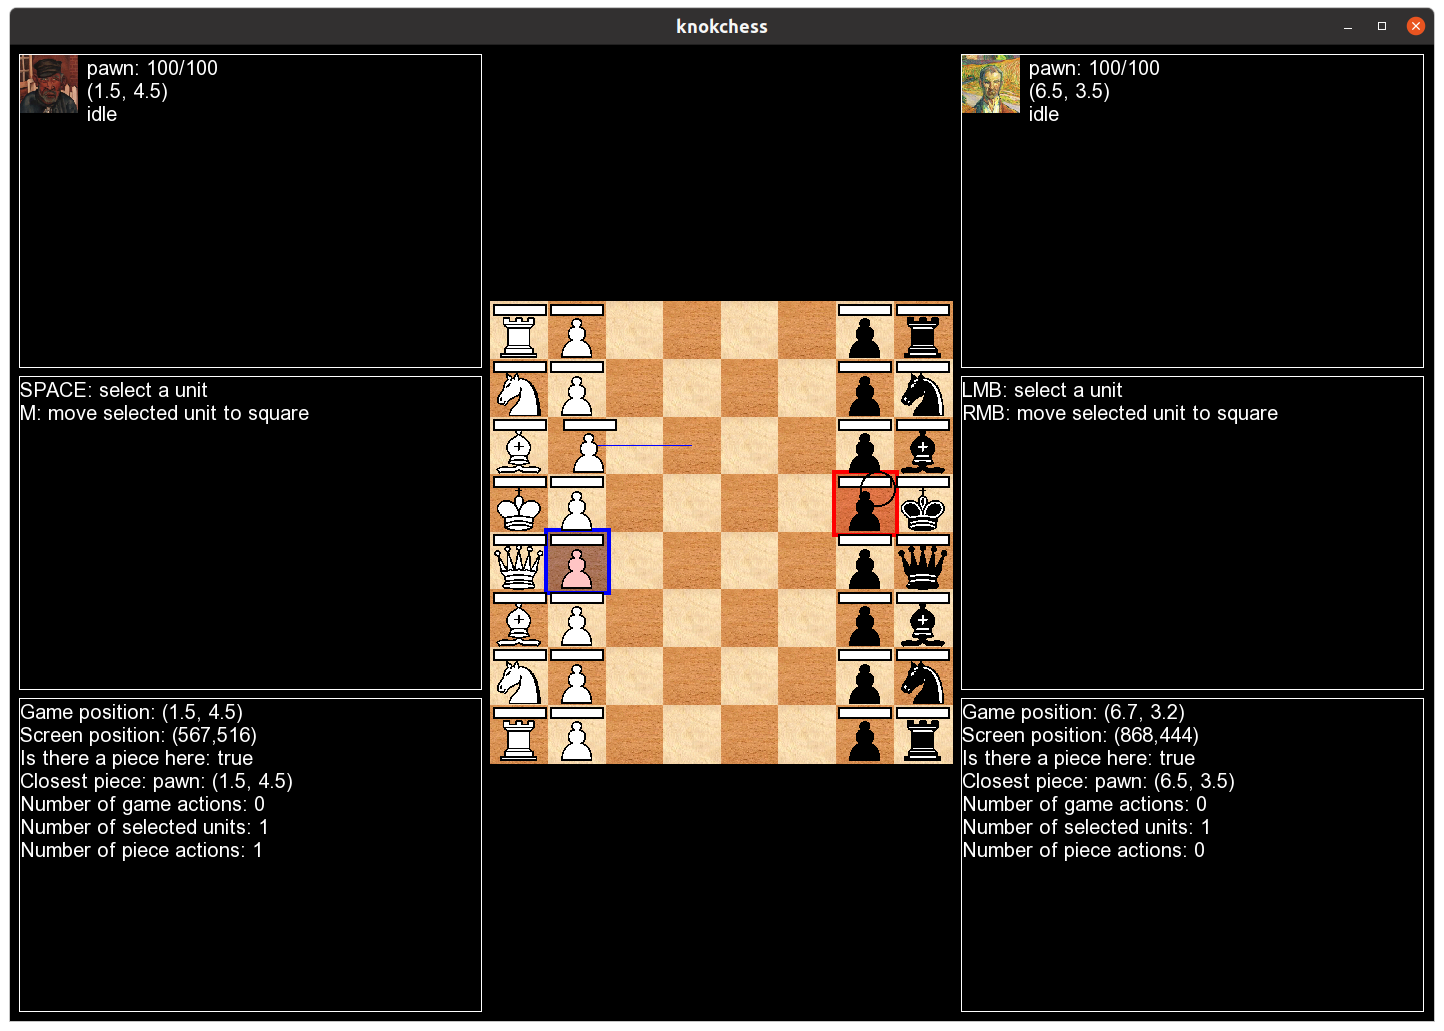 knokchess
pawn: 100/100
(1.5, 4.5)
idle
SPACE: select a unit
M: move selected unit to square
Game position: (1.5, 4.5)
Screen position: (567,516)
Is there a piece here: true
Closest piece: pawn: (1.5, 4.5)
Number of game actions: 0
Number of selected units: 1
Number of piece actions: 1
pawn: 100/100
(6.5, 3.5)
idle
LMB: select a unit
RMB: move selected unit to square
Game position: (6.7, 3.2)
Screen position: (868,444)
Is there a piece here: true
Closest piece: pawn: (6.5, 3.5)
Number of game actions: 0
Number of selected units: 1
Number of piece actions: 0